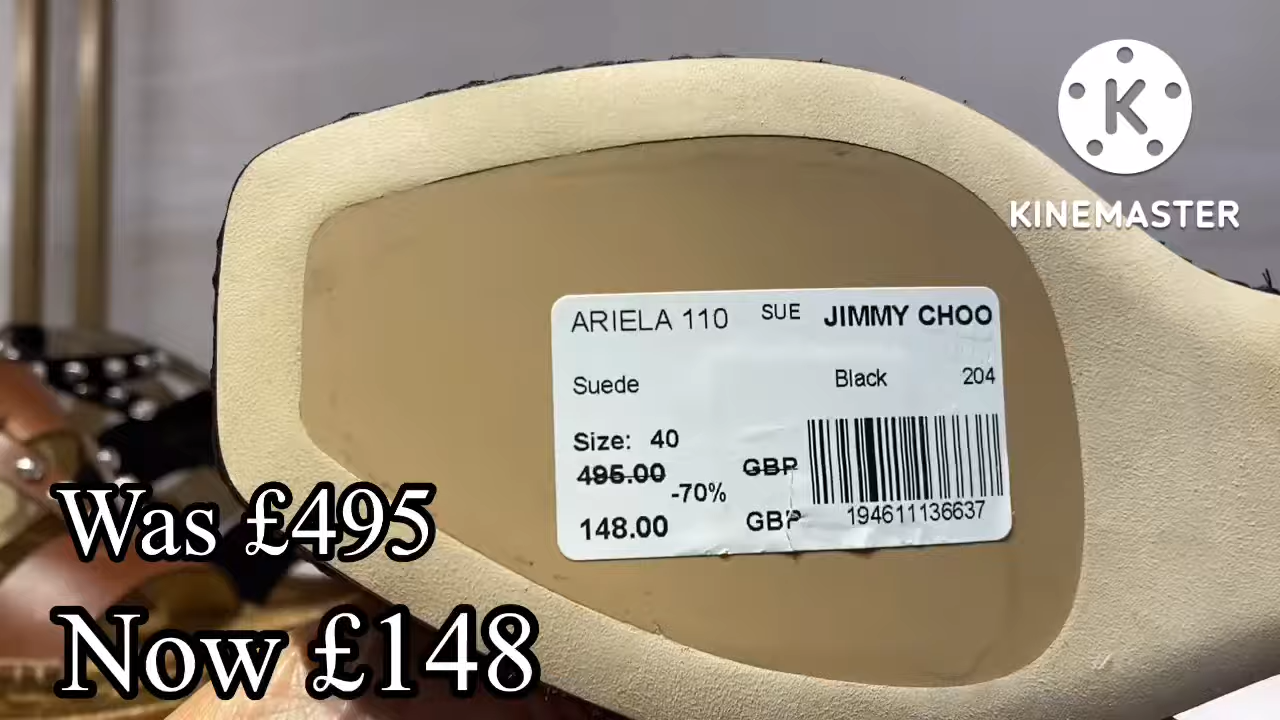 K
KINEMASTER
ARIELA 110 SUE JIMMY CHOO
Suede Black 204
Size: 40
495.00 GBP
-70%
148.00 GBP
194611136637
Was £495
Now £148